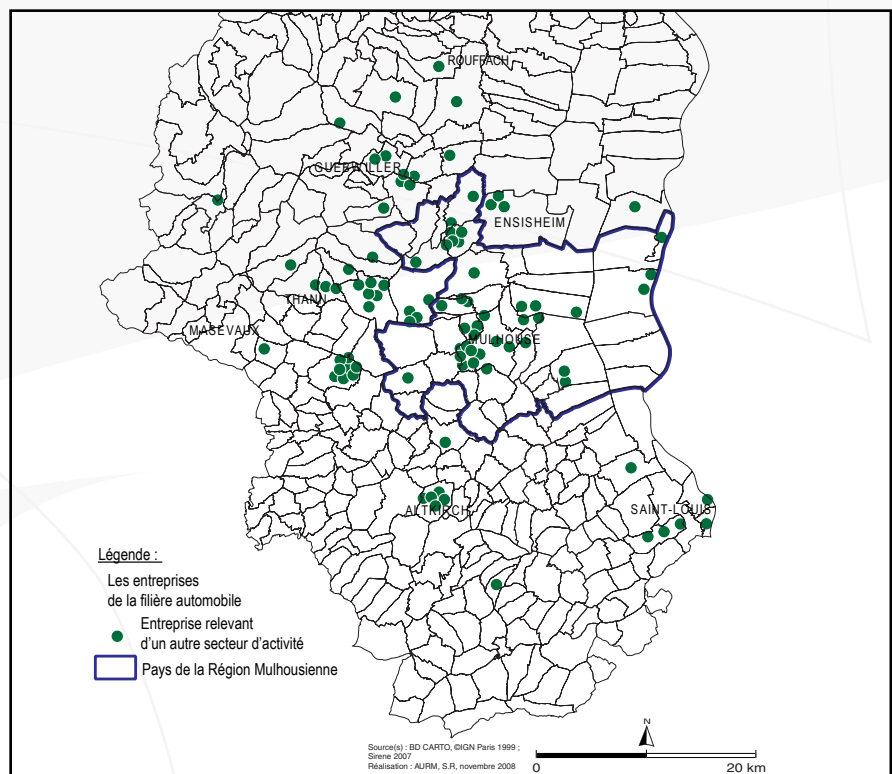 ROUFFACH
GUEBWILLER
ENSISHEIM
THANN
MASEVAUX
MULHOUSE
ALTKIRCH
SAINT-LOUIS
Légende :
Les entreprises
de la filière automobile
Entreprise relevant
d'un autre secteur d'activité
Pays de la Région Mulhousienne
Source(s) : BD CARTO, ©IGN Paris 1999 ;
Sirene 2007
Réalisation : AURM, S.R, novembre 2008
N
0 20 km